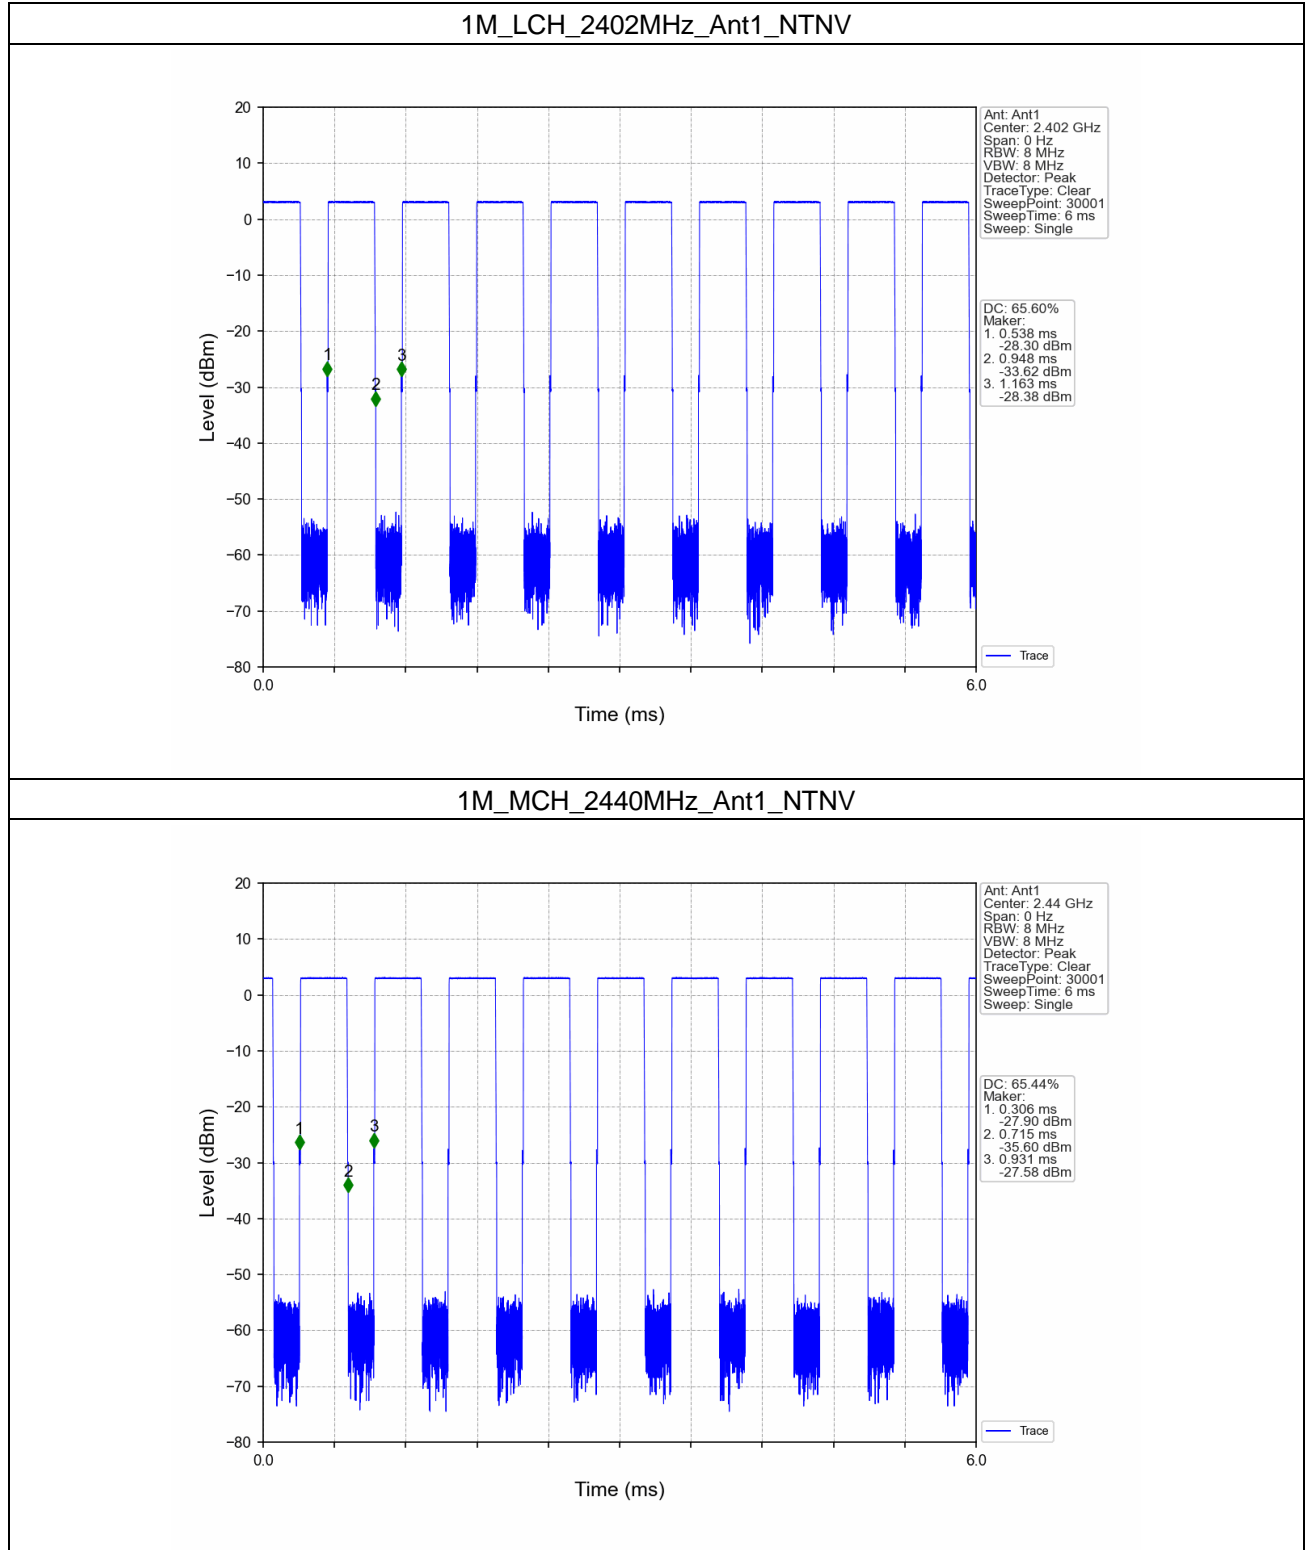 1M_LCH_2402MHz_Ant1_NTNV
20
10
0
−10
−20
−30
−40
−50
−60
−70
−80
Level (dBm)
1
2
3
0.0
6.0
Time (ms)
Ant: Ant1
Center: 2.402 GHz
Span: 0 Hz
RBW: 8 MHz
VBW: 8 MHz
Detector: Peak
TraceType: Clear
SweepPoint: 30001
SweepTime: 6 ms
Sweep: Single
DC: 65.60%
Maker:
1. 0.538 ms
-28.30 dBm
2. 0.948 ms
-33.62 dBm
3. 1.163 ms
-28.38 dBm
Trace
1M_MCH_2440MHz_Ant1_NTNV
20
10
0
−10
−20
−30
−40
−50
−60
−70
−80
Level (dBm)
1
2
3
0.0
6.0
Time (ms)
Ant: Ant1
Center: 2.44 GHz
Span: 0 Hz
RBW: 8 MHz
VBW: 8 MHz
Detector: Peak
TraceType: Clear
SweepPoint: 30001
SweepTime: 6 ms
Sweep: Single
DC: 65.44%
Maker:
1. 0.306 ms
-27.90 dBm
2. 0.715 ms
-35.60 dBm
3. 0.931 ms
-27.58 dBm
Trace